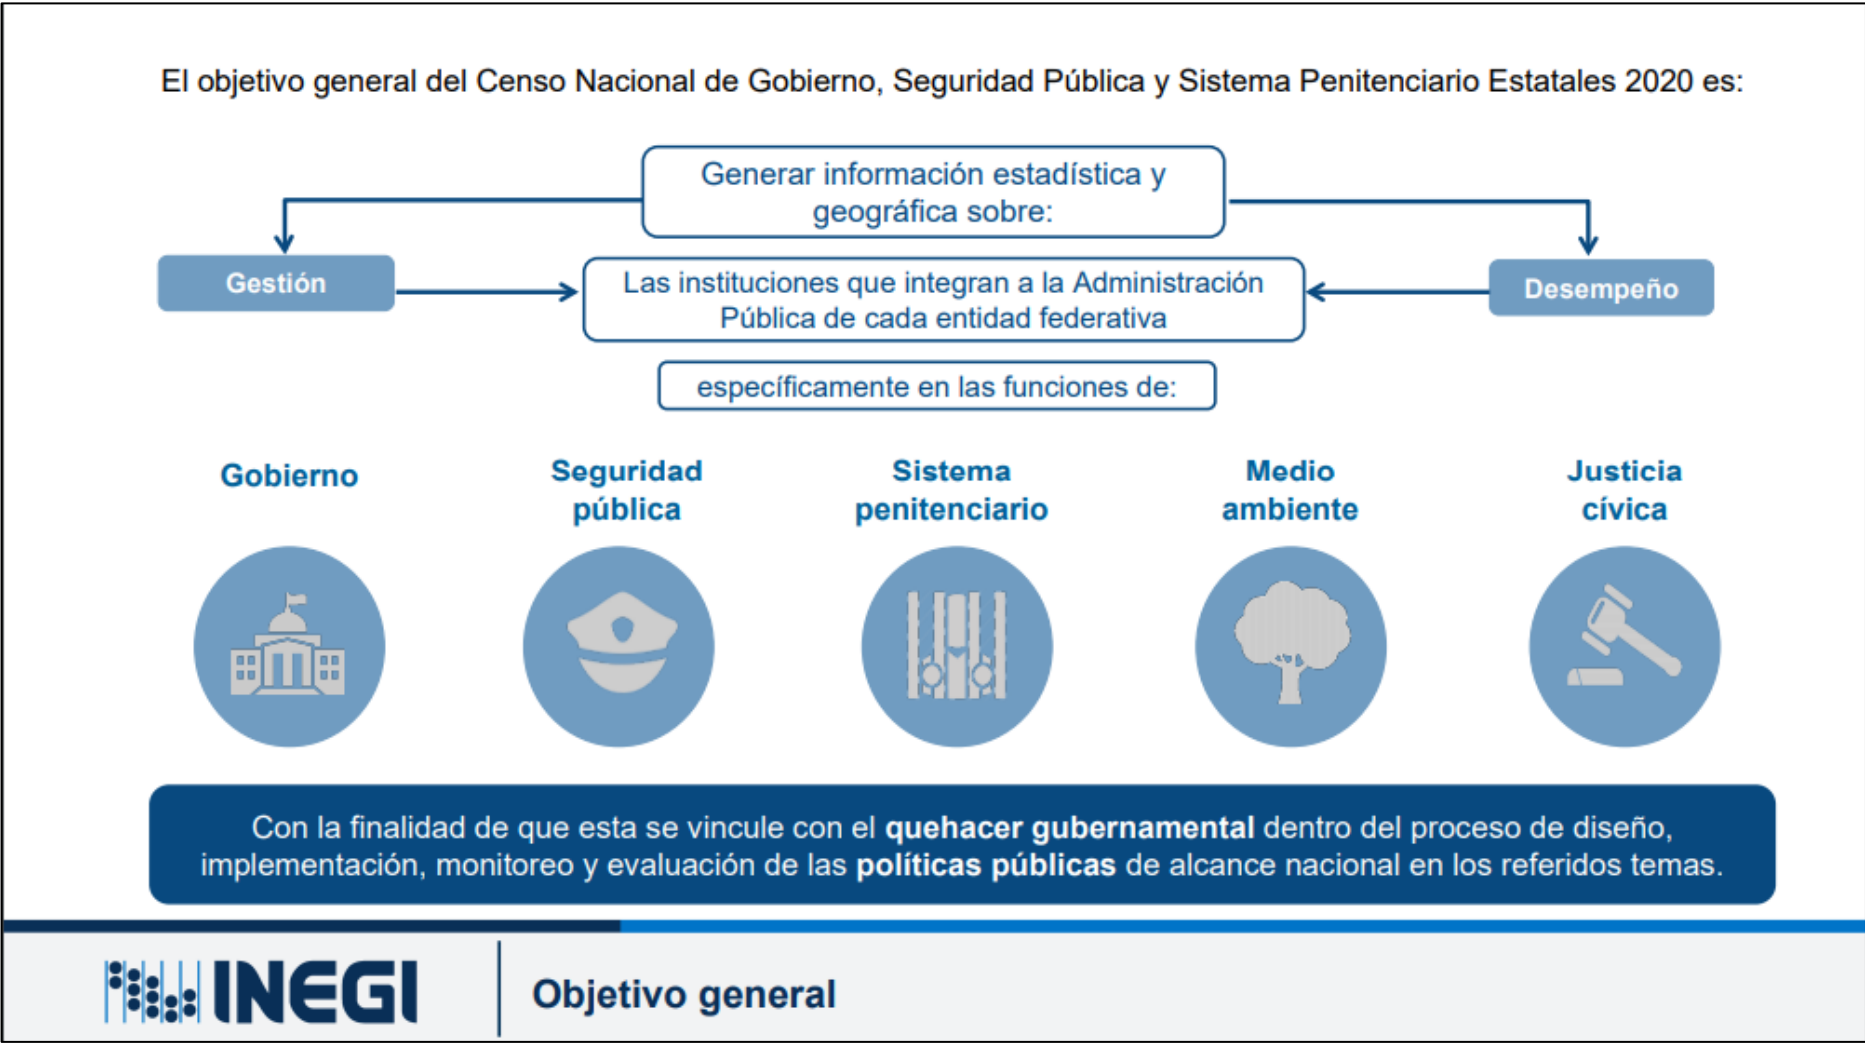 El objetivo general del Censo Nacional de Gobierno, Seguridad Pública y Sistema Penitenciario Estatales 2020 es:
Generar información estadística y
geográfica sobre:
Gestión
Las instituciones que integran a la Administración
Pública de cada entidad federativa
Desempeño
específicamente en las funciones de:
Gobierno
Seguridad
pública
Sistema
penitenciario
Medio
ambiente
Justicia
cívica
Con la finalidad de que esta se vincule con el quehacer gubernamental dentro del proceso de diseño,
implementación, monitoreo y evaluación de las políticas públicas de alcance nacional en los referidos temas.
INEGI
Objetivo general